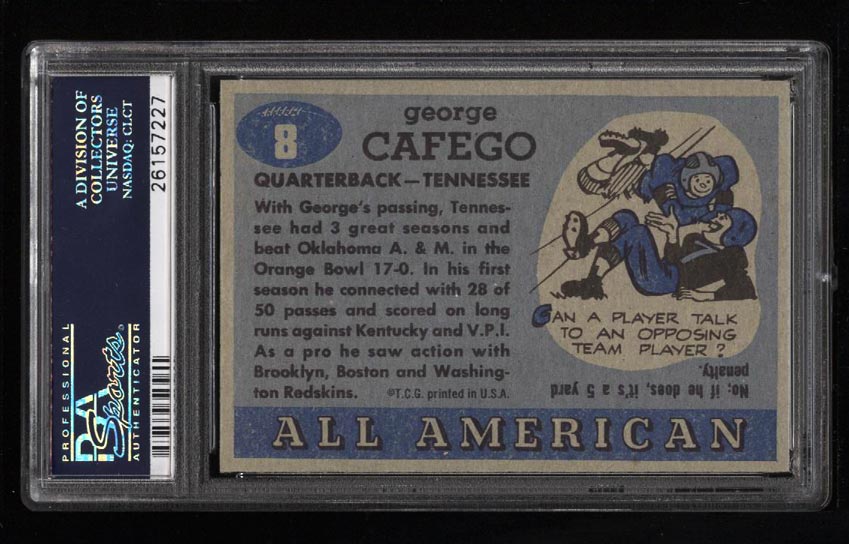 A DIVISION OF
COLLECTORS
UNIVERSE
NASDAQ: CLCT
26157227
PROFESSIONAL
PSA
Sports®
AUTHENTICATOR
8
george
CAFEGO
QUARTERBACK—TENNESSEE
With George's passing, Tennes-
see had 3 great seasons and
beat Oklahoma A. & M. in the
Orange Bowl 17-0. In his first
season he connected with 28 of
50 passes and scored on long
runs against Kentucky and V.P.I.
As a pro he saw action with
Brooklyn, Boston and Washing-
ton Redskins.
©T.C.G. printed in U.S.A.
CAN A PLAYER TALK
TO AN OPPOSING
TEAM PLAYER?
No; if he does, it's a 5 yard
penalty.
ALL AMERICAN